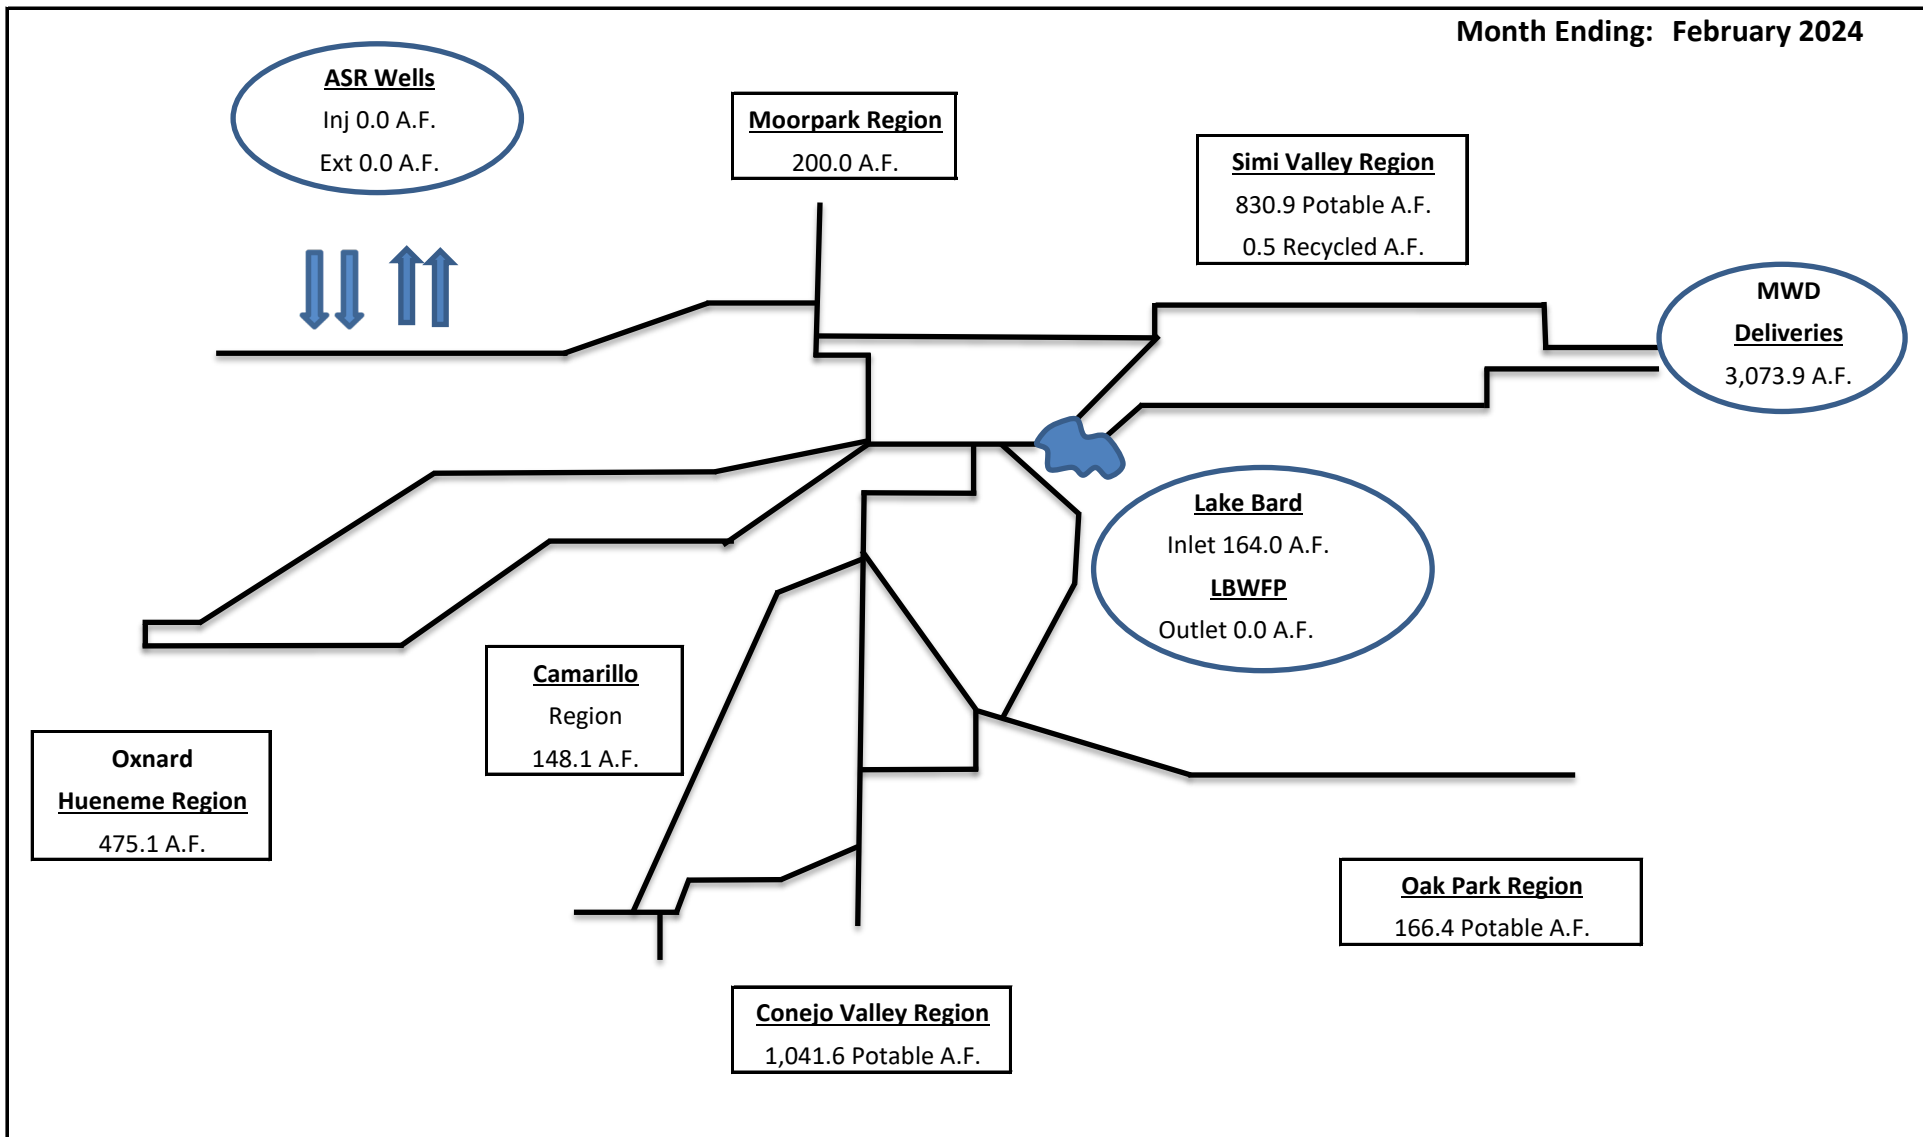 Month Ending: February 2024
ASR Wells
Inj 0.0 A.F.
Ext 0.0 A.F.
Moorpark Region
200.0 A.F.
Simi Valley Region
830.9 Potable A.F.
0.5 Recycled A.F.
MWD
Deliveries
3,073.9 A.F.
Lake Bard
Inlet 164.0 A.F.
LBWFP
Outlet 0.0 A.F.
Camarillo
Region
148.1 A.F.
Oxnard
Hueneme Region
475.1 A.F.
Oak Park Region
166.4 Potable A.F.
Conejo Valley Region
1,041.6 Potable A.F.